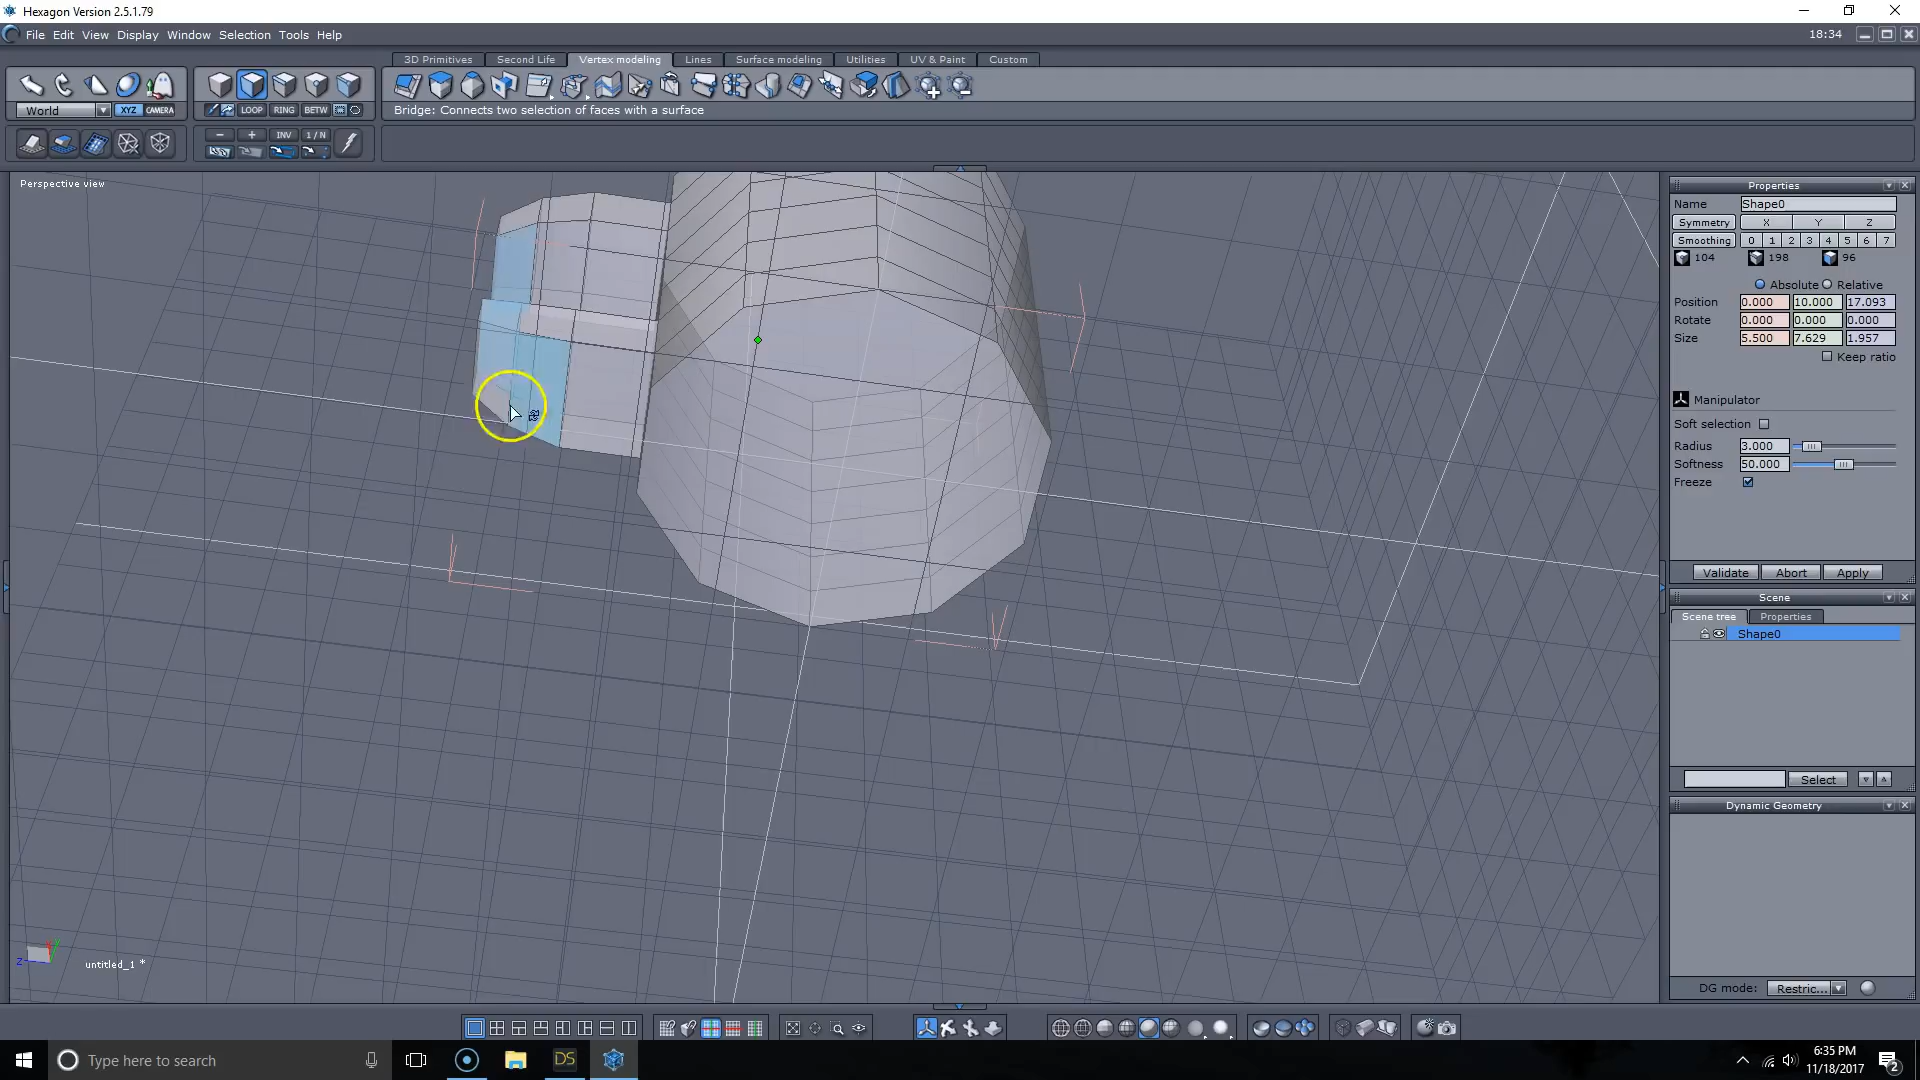 Hexagon Version 2.5.1.79
File Edit View Display Window Selection Tools Help 18:34
3D Primitives Second Life Vertex modeling Lines Surface modeling Utilities UV & Paint Custom
World XYZ CAMERA LOOP RING BETW Bridge: Connects two selection of faces with a surface
- + INV 1 / N
Perspective view
Properties
Name Shape0
Symmetry X Y Z
Smoothing 0 1 2 3 4 5 6 7
104 198 96
Absolute Relative
Position 0.000 10.000 17.093
Rotate 0.000 0.000 0.000
Size 5.500 7.629 1.957
Keep ratio
Manipulator
Soft selection
Radius 3.000
Softness 50.000
Freeze
Validate Abort Apply
Scene
Scene tree Properties
Shape0
Select
Dynamic Geometry
z y
untitled_1 *
DG mode: Restric...
Type here to search DS 6:35 PM
11/18/2017 2